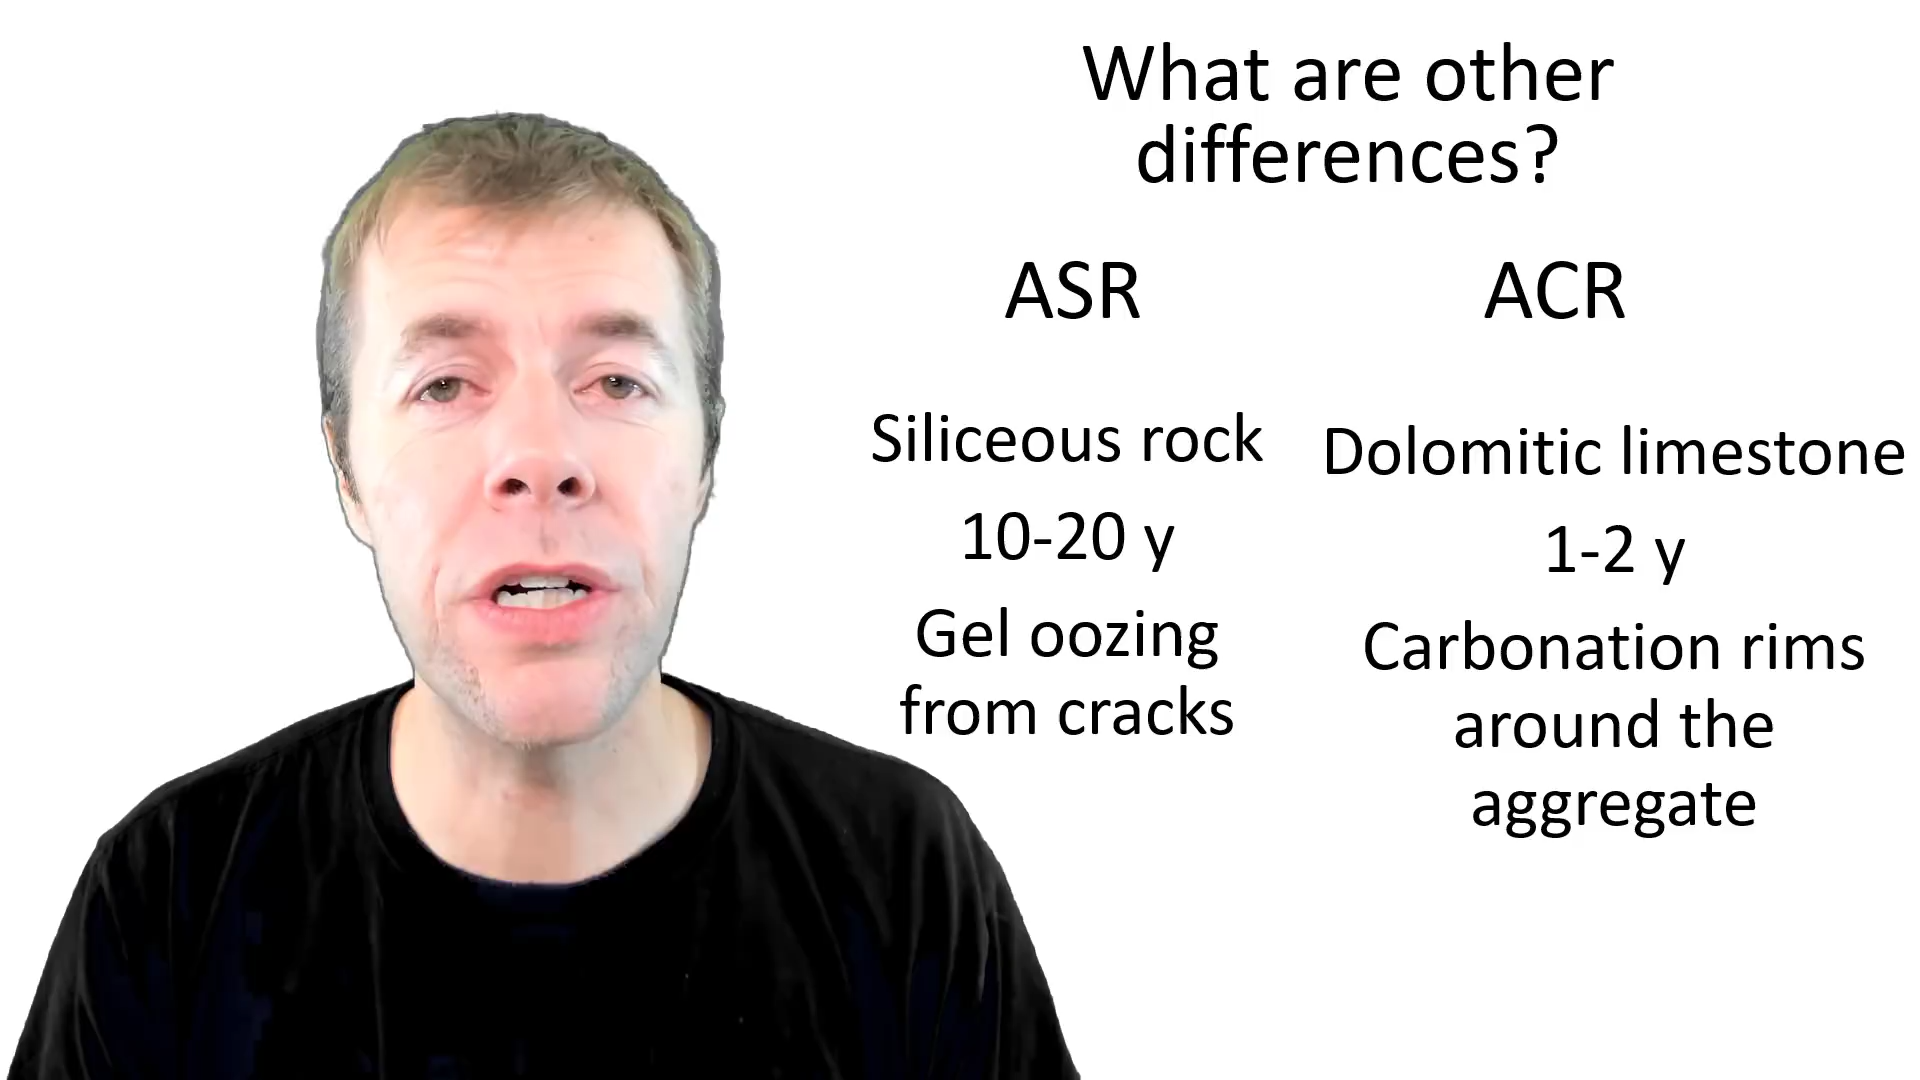 What are other
differences?
ASR
ACR
Siliceous rock
10-20 y
Gel oozing
from cracks
Dolomitic limestone
1-2 y
Carbonation rims
around the
aggregate